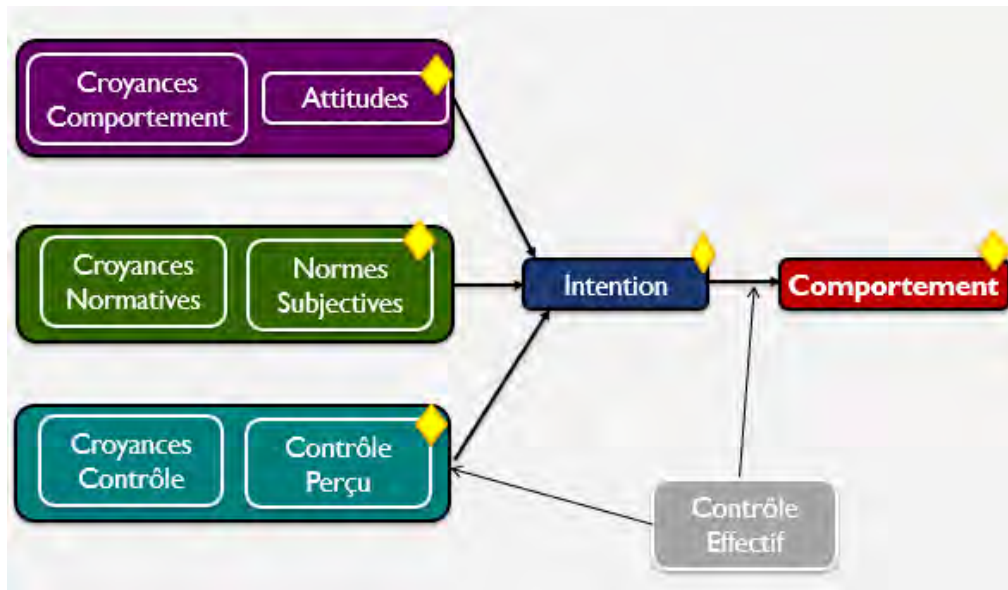 Croyances
Comportement
Attitudes
Croyances
Normatives
Normes
Subjectives
Intention
Comportement
Croyances
Contrôle
Contrôle
Perçu
Contrôle
Effectif